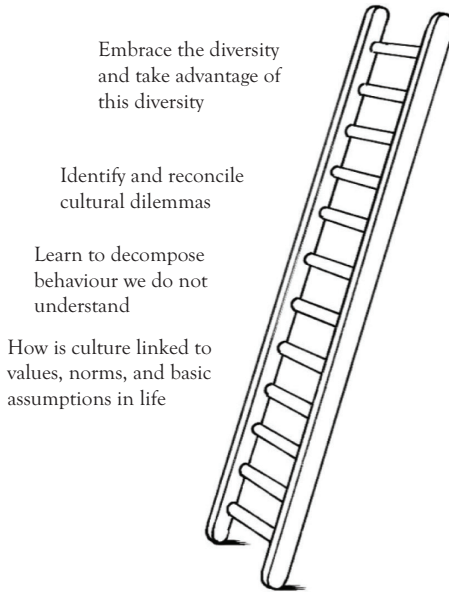 Embrace the diversity
and take advantage of
this diversity
Identify and reconcile
cultural dilemmas
Learn to decompose
behaviour we do not
understand
How is culture linked to
values, norms, and basic
assumptions in life